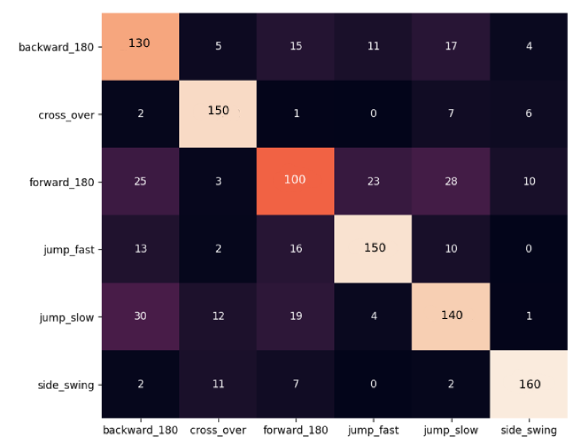 backward_180 130 5 15 11 17 4
cross_over 2 150 1 0 7 6
forward_180 25 3 100 23 28 10
jump_fast 13 2 16 150 10 0
jump_slow 30 12 19 4 140 1
side_swing 2 11 7 0 2 160
backward_180 cross_over forward_180 jump_fast jump_slow side_swing